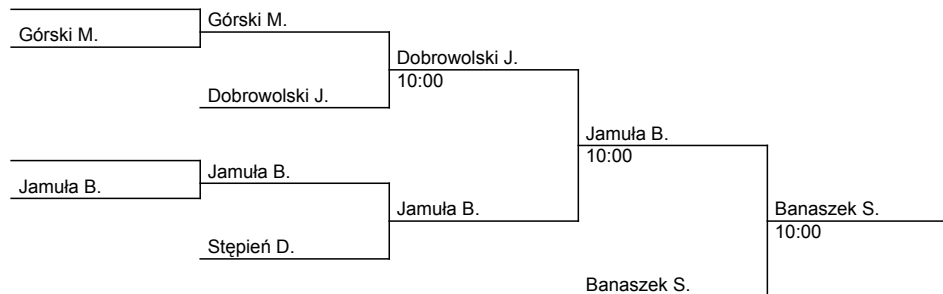 Górski M.
Górski M.
Dobrowolski J.
10:00
Dobrowolski J.
Jamuła B.
10:00
Jamuła B.
Jamuła B.
Jamuła B.
Banaszek S.
10:00
Stępień D.
Banaszek S.